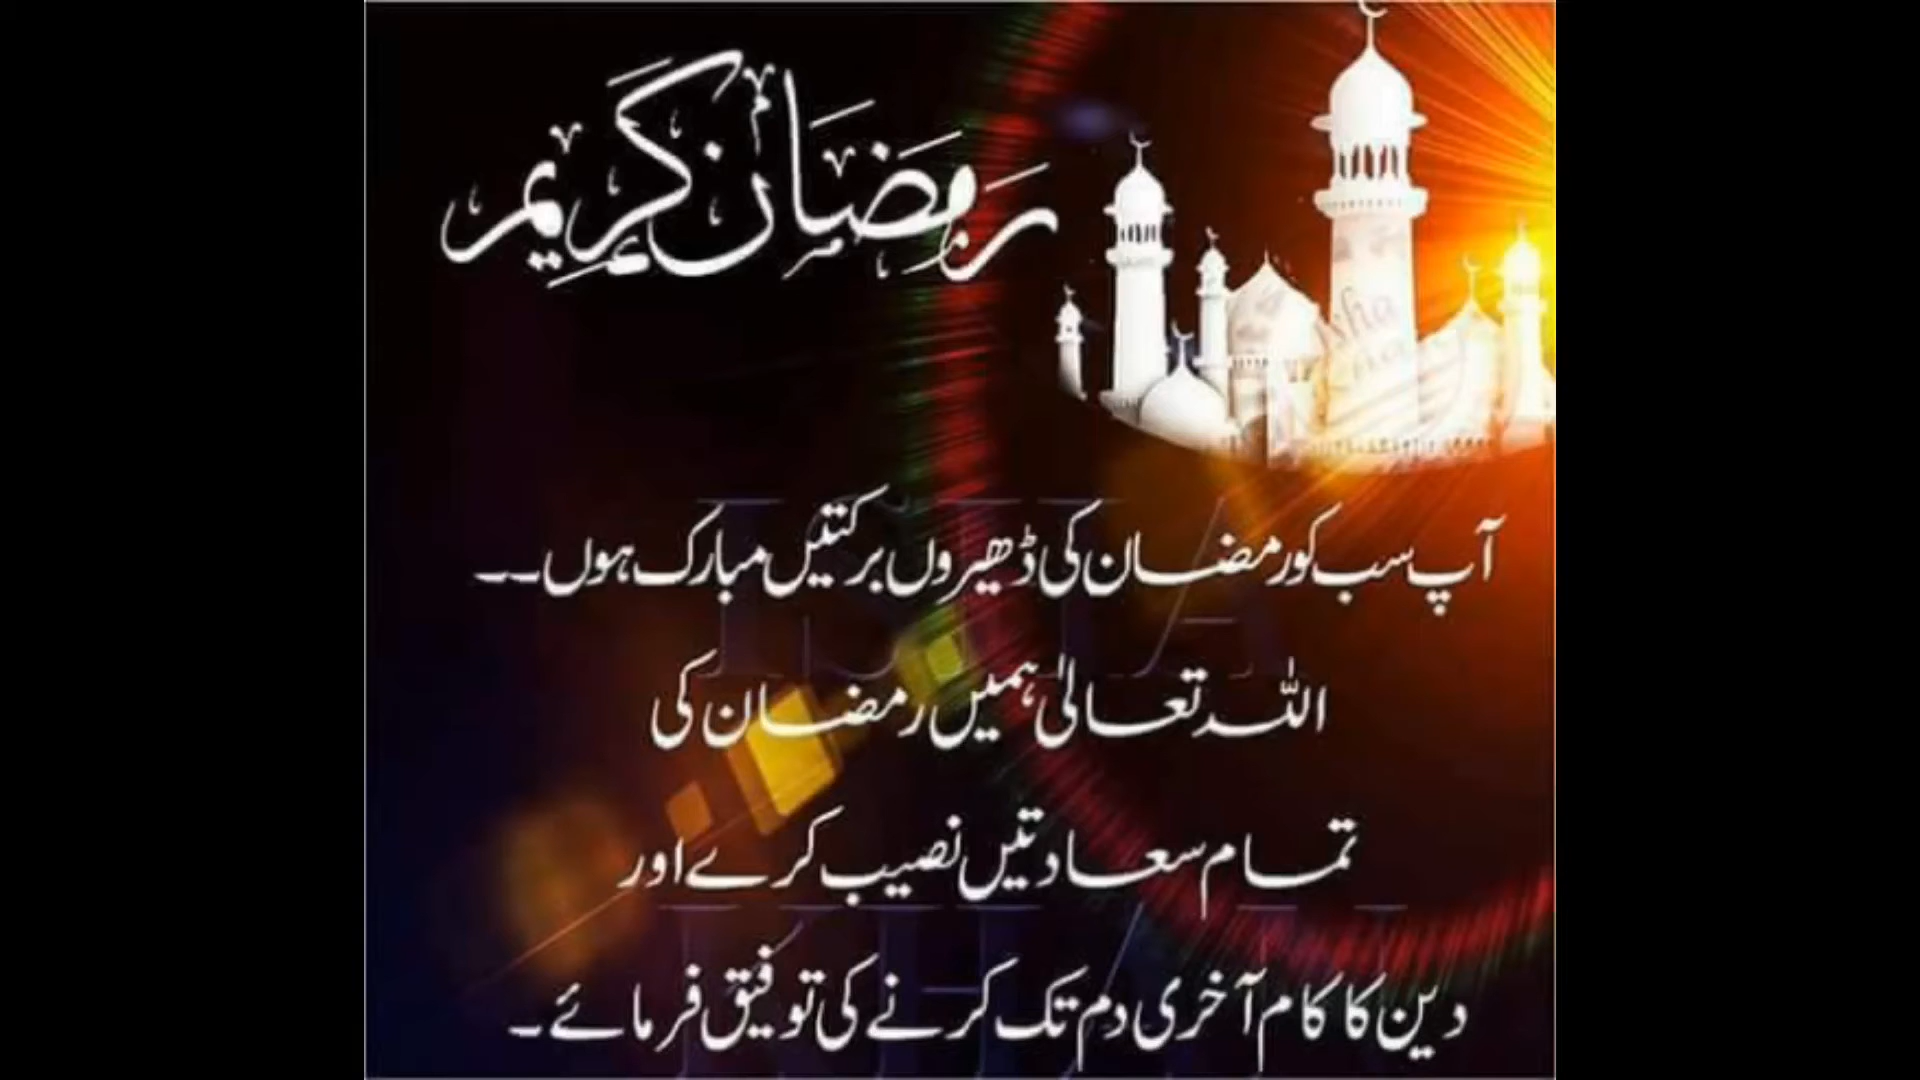 رمضان کریم
آپ سب کو رمضان کی ڈھیروں برکتیں مبارک ہوں۔۔
اللہ تعالیٰ ہمیں رمضان کی
تمام سعادتیں نصیب کرے اور
دین کا کام آخری دم تک کرنے کی توفیق فرمائے۔
ISHA